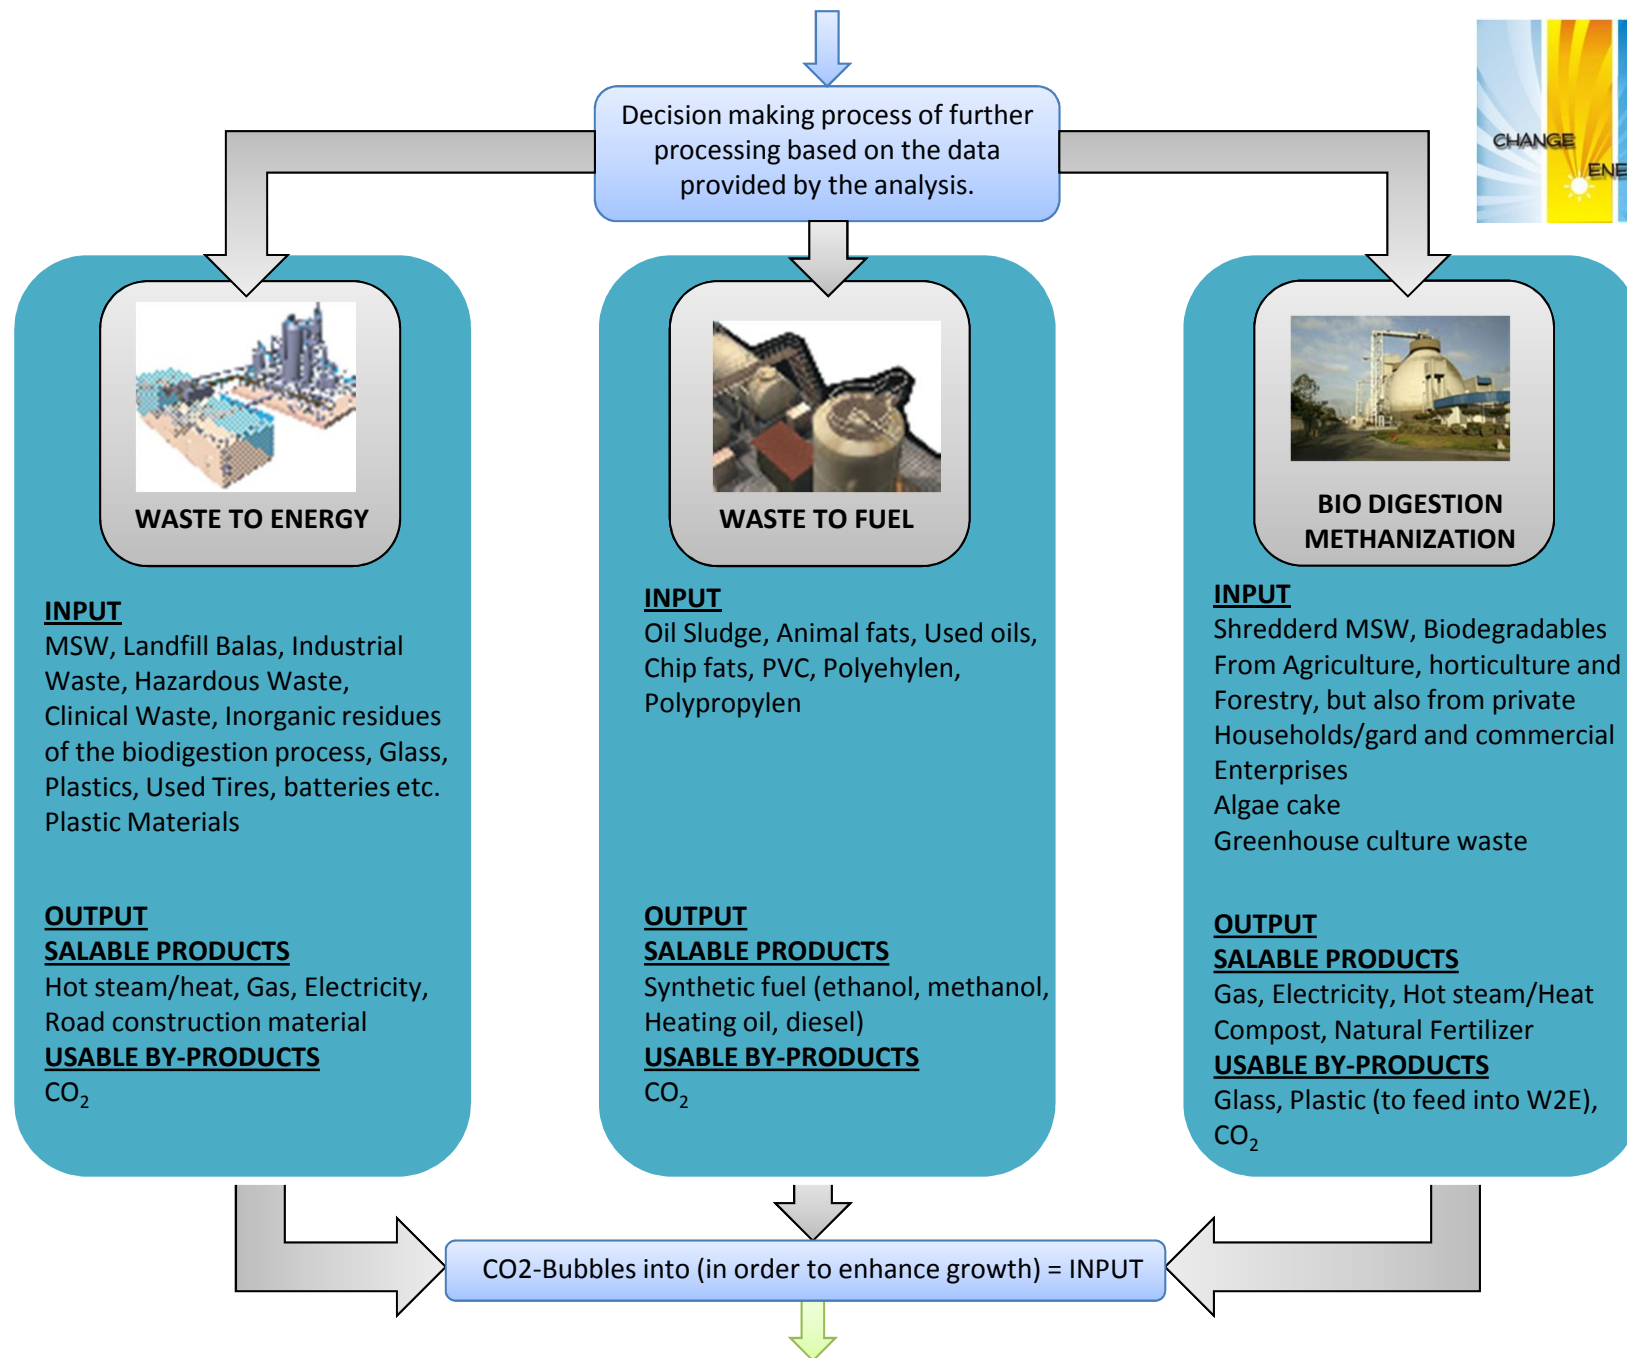 Decision making process of further
processing based on the data
provided by the analysis.
CHANGE
WASTE TO ENERGY
INPUT
MSW, Landfill Balas, Industrial
Waste, Hazardous Waste,
Clinical Waste, Inorganic residues
of the biodigestion process, Glass,
Plastics, Used Tires, batteries etc.
Plastic Materials
OUTPUT
SALABLE PRODUCTS
Hot steam/heat, Gas, Electricity,
Road construction material
USABLE BY-PRODUCTS
CO₂
WASTE TO FUEL
INPUT
Oil Sludge, Animal fats, Used oils,
Chip fats, PVC, Polyehylen,
Polypropylen
OUTPUT
SALABLE PRODUCTS
Synthetic fuel (ethanol, methanol,
Heating oil, diesel)
USABLE BY-PRODUCTS
CO₂
BIO DIGESTION
METHANIZATION
INPUT
Shredderd MSW, Biodegradables
From Agriculture, horticulture and
Forestry, but also from private
Households/gard and commercial
Enterprises
Algae cake
Greenhouse culture waste
OUTPUT
SALABLE PRODUCTS
Gas, Electricity, Hot steam/Heat
Compost, Natural Fertilizer
USABLE BY-PRODUCTS
Glass, Plastic (to feed into W2E),
CO₂
CO2-Bubbles into (in order to enhance growth) = INPUT